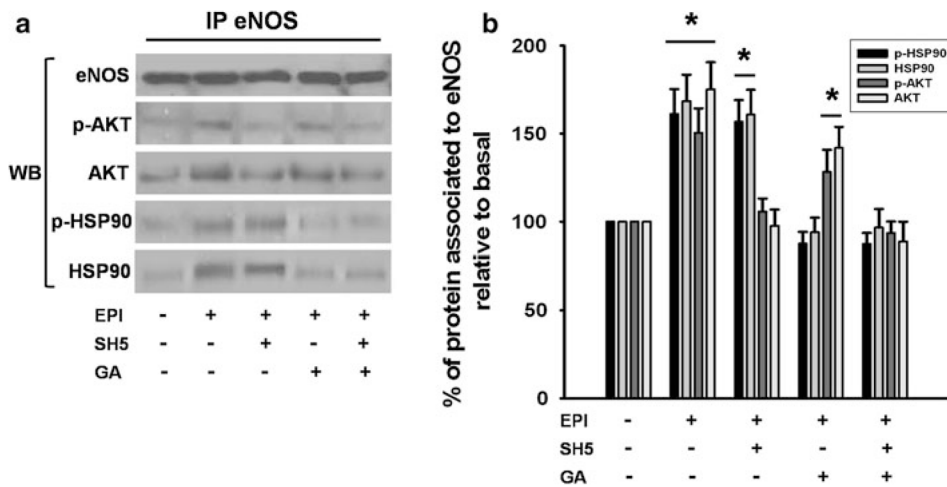 a
IP eNOS
WB
eNOS
p-AKT
AKT
p-HSP90
HSP90
EPI - + + + +
SH5 - - + - +
GA - - - + +
b
% of protein associated to eNOS
relative to basal
200
150
100
50
0
* * *
p-HSP90
HSP90
p-AKT
AKT
EPI - + + + +
SH5 - - + - +
GA - - - + +